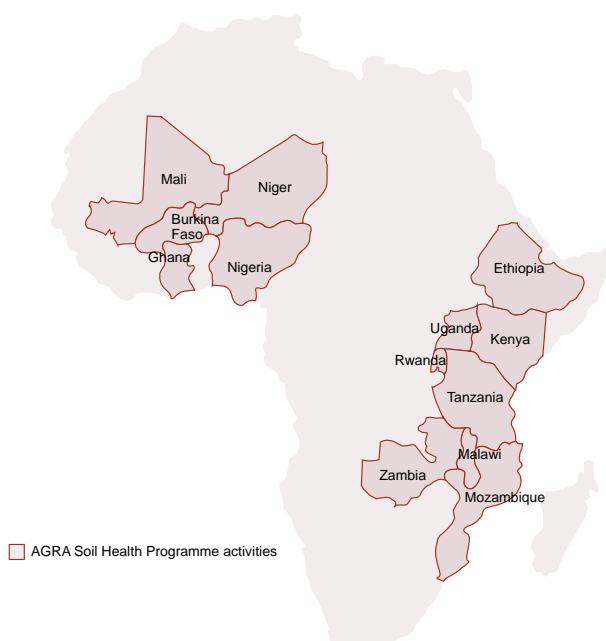 Mali
Niger
Burkina
Faso
Ghana
Nigeria
Ethiopia
Uganda
Kenya
Rwanda
Tanzania
Malawi
Zambia
Mozambique
AGRA Soil Health Programme activities